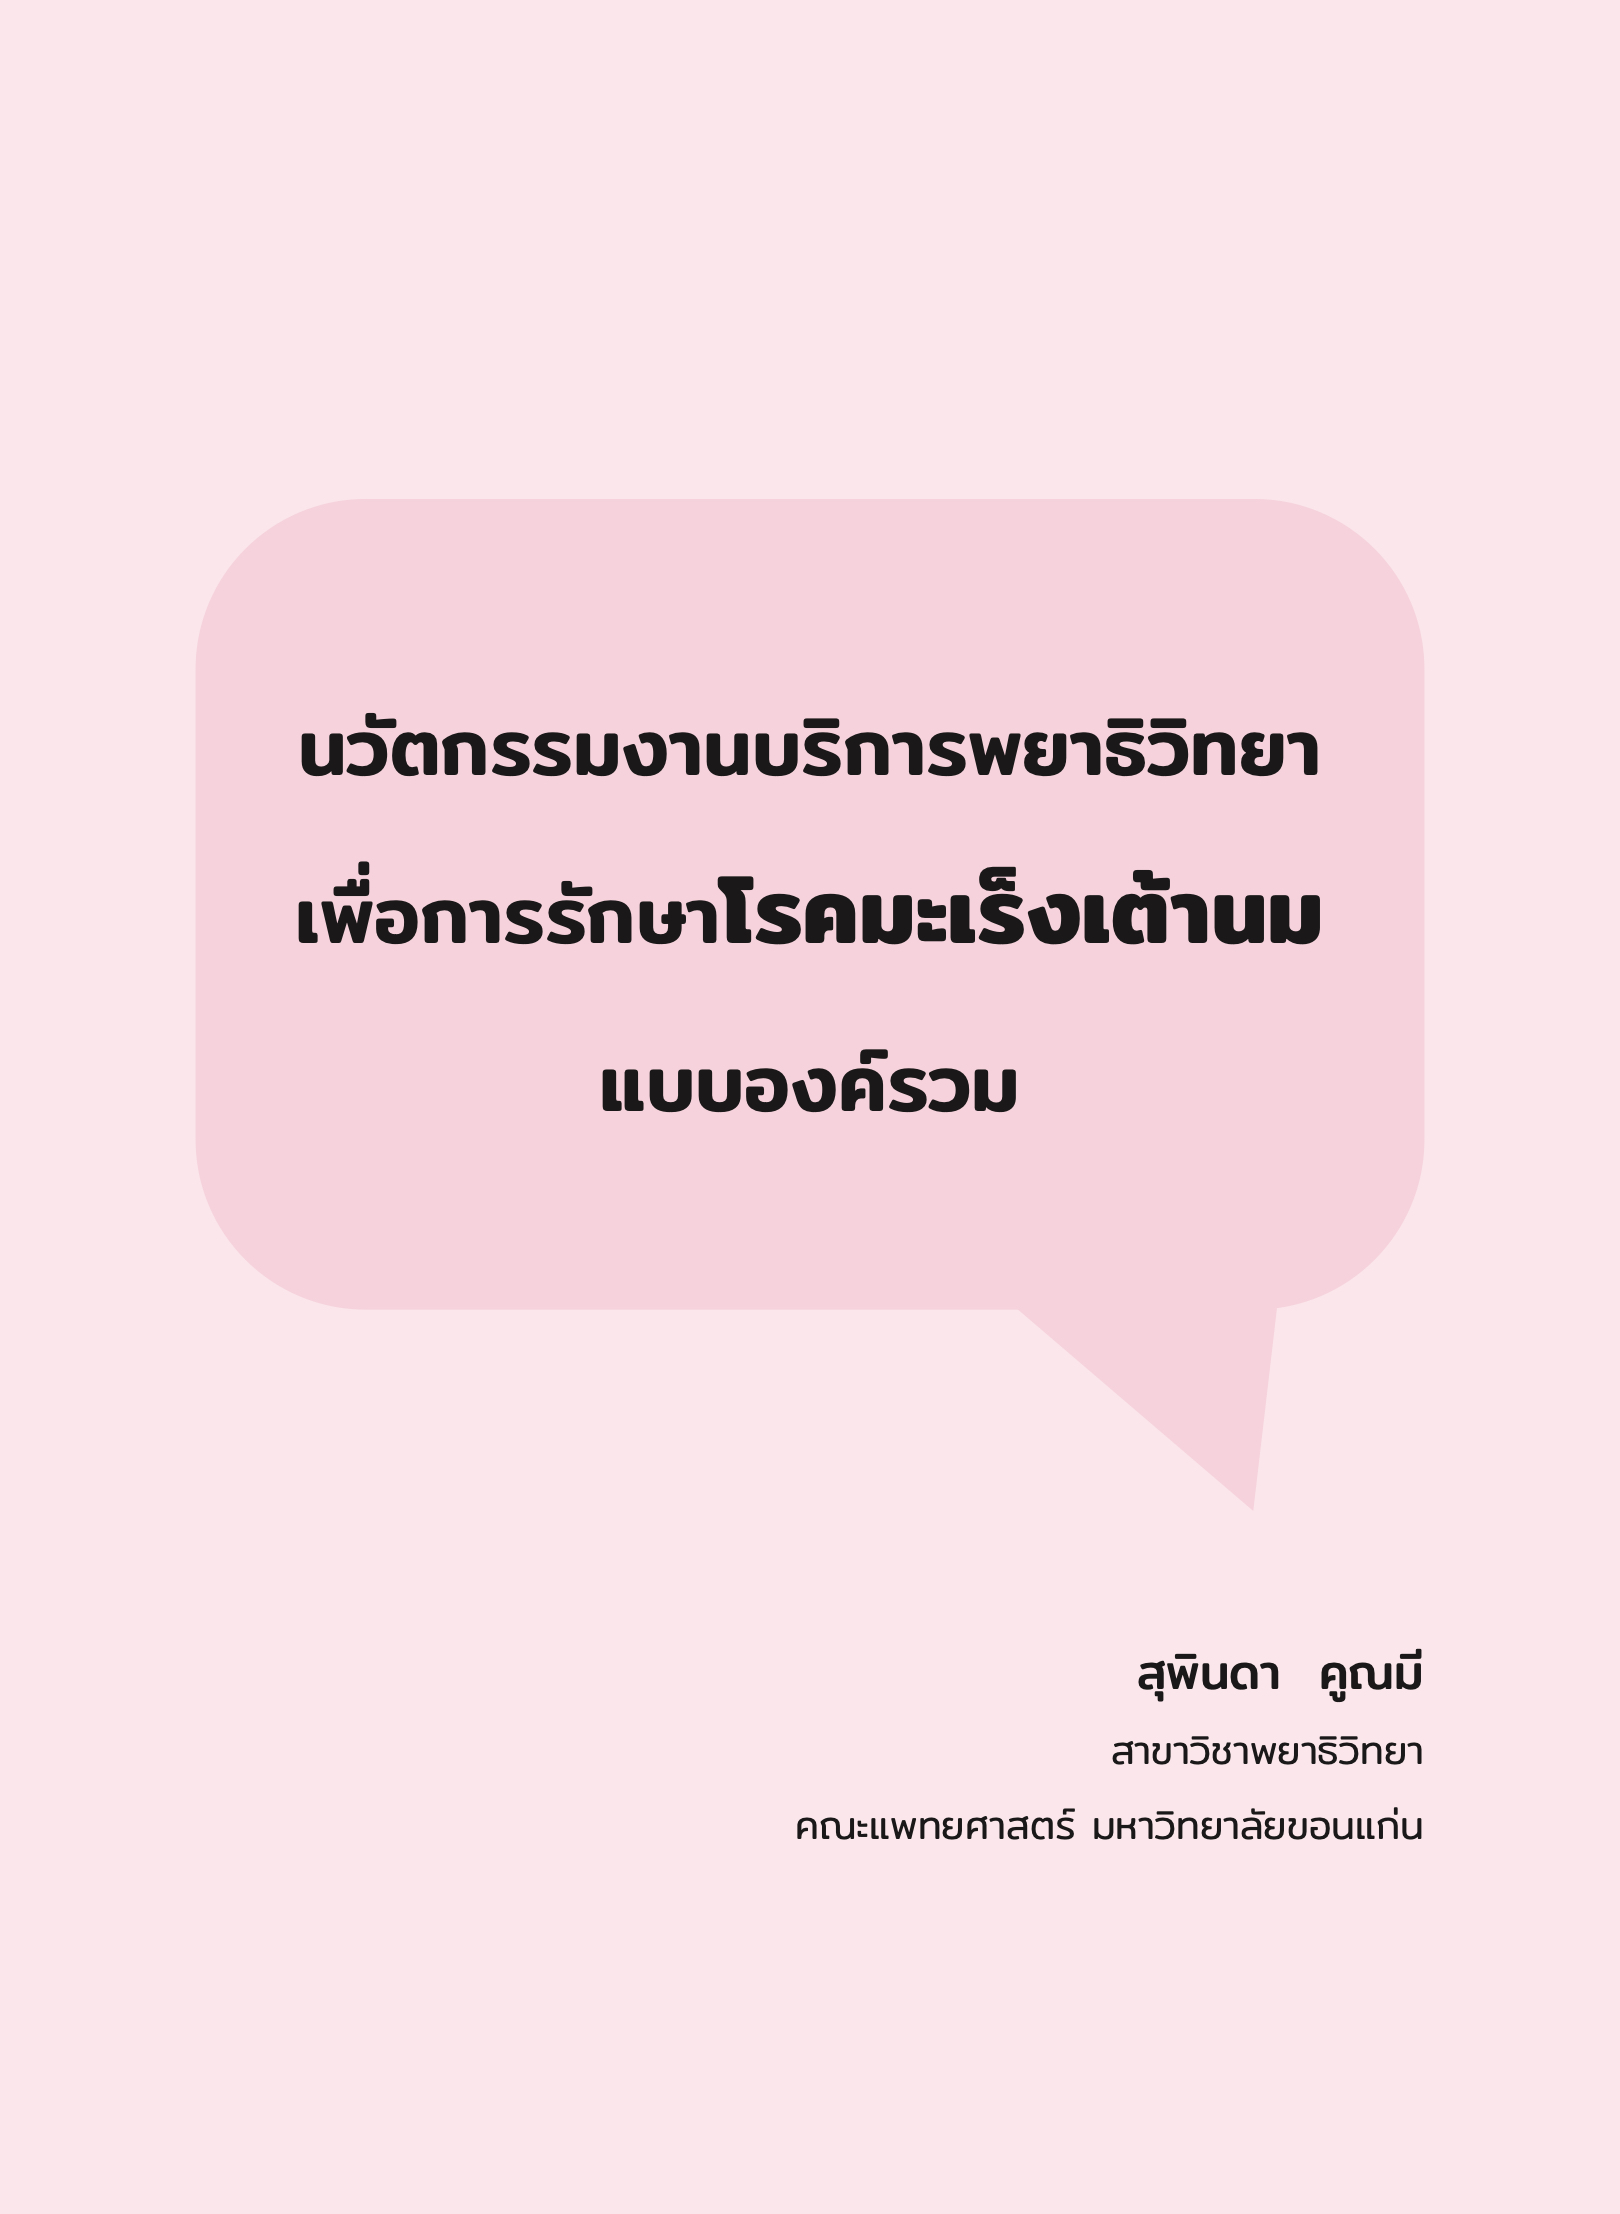 นวัตกรรมงานบริการพยาธิวิทยา
เพื่อการรักษาโรคมะเร็งเต้านม
แบบองค์รวม
สุพินดา คูณมี
สาขาวิชาพยาธิวิทยา
คณะแพทยศาสตร์ มหาวิทยาลัยขอนแก่น